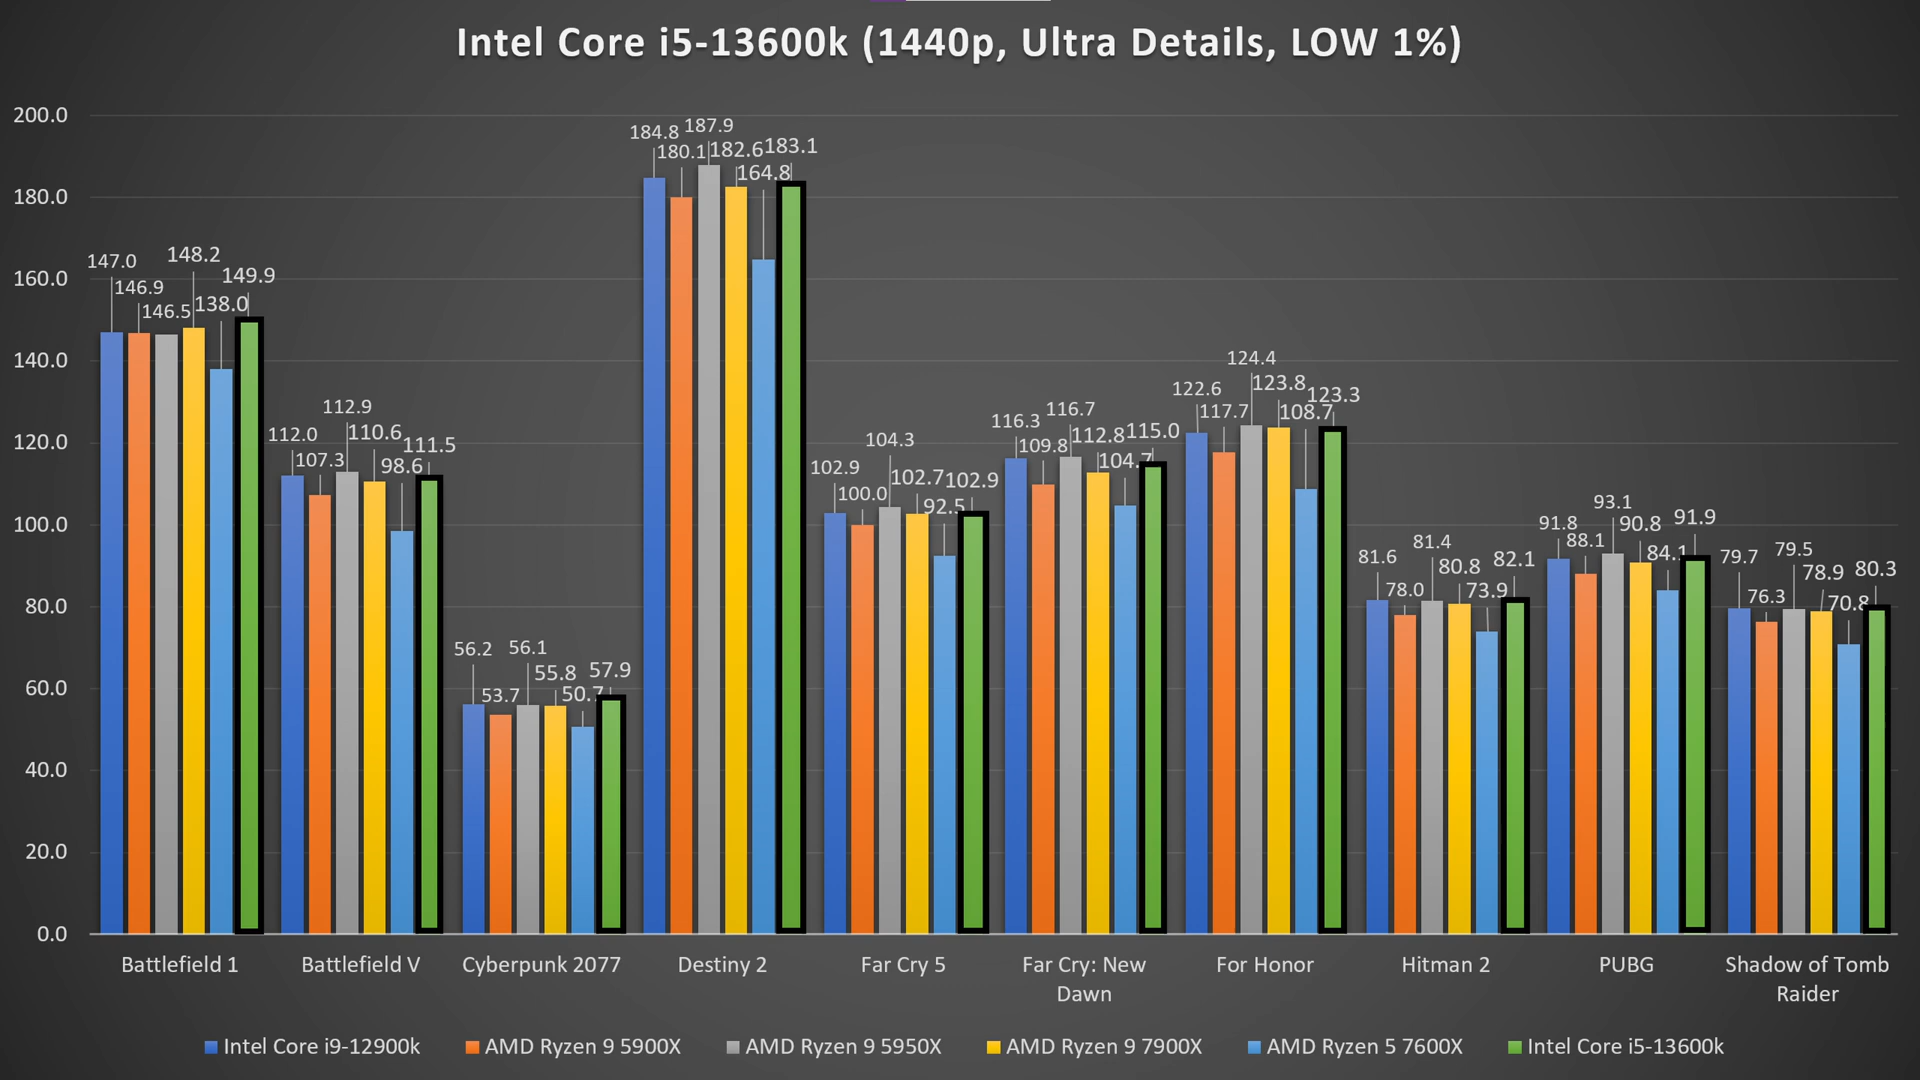 Intel Core i5-13600k (1440p, Ultra Details, LOW 1%)
200.0
180.0
160.0
140.0
120.0
100.0
80.0
60.0
40.0
20.0
0.0
147.0 146.9 146.5 148.2 138.0 149.9
112.0 107.3 112.9 110.6 98.6 111.5
56.2 53.7 56.1 55.8 50.7 57.9
184.8 180.1 187.9 182.6 164.8 183.1
102.9 100.0 104.3 102.7 92.5 102.9
116.3 109.8 116.7 112.8 104.7 115.0
122.6 117.7 124.4 123.8 108.7 123.3
81.6 78.0 81.4 80.8 73.9 82.1
91.8 88.1 93.1 90.8 84.1 91.9
79.7 76.3 79.5 78.9 70.8 80.3
Battlefield 1
Battlefield V
Cyberpunk 2077
Destiny 2
Far Cry 5
Far Cry: New
Dawn
For Honor
Hitman 2
PUBG
Shadow of Tomb
Raider
Intel Core i9-12900k
AMD Ryzen 9 5900X
AMD Ryzen 9 5950X
AMD Ryzen 9 7900X
AMD Ryzen 5 7600X
Intel Core i5-13600k